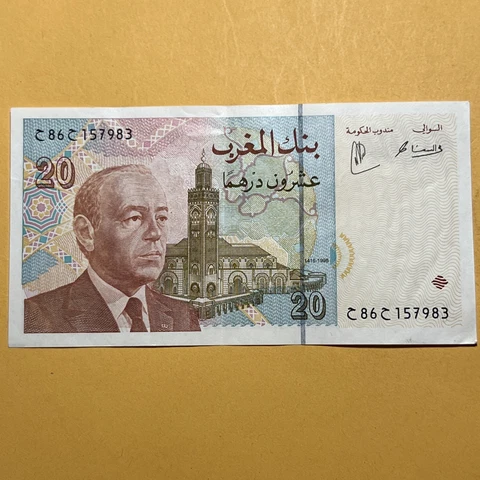 ح 86 ح 157983
بنك المغرب
الوالي
مندوب الحكومة
20
عشرون درهما
1416-1996
20
ح 86 ح 157983